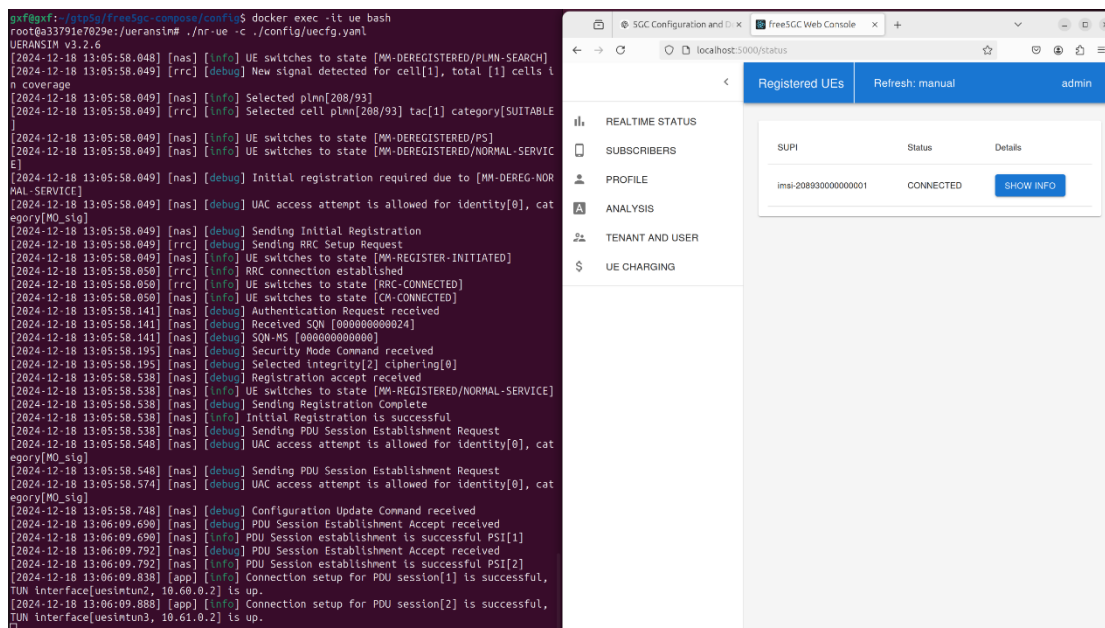 gxf@gxf:~/gtp5g/free5gc-compose/config$ docker exec -it ue bash
root@a33791e7029e:/ueransim# ./nr-ue -c ./config/uecfg.yaml
UERANSIM v3.2.6
[2024-12-18 13:05:58.048] [nas] [info] UE switches to state [MM-DEREGISTERED/PLMN-SEARCH]
[2024-12-18 13:05:58.049] [rrc] [debug] New signal detected for cell[1], total [1] cells i
n coverage
[2024-12-18 13:05:58.049] [nas] [info] Selected plmn[208/93]
[2024-12-18 13:05:58.049] [rrc] [info] Selected cell plmn[208/93] tac[1] category[SUITABLE
]
[2024-12-18 13:05:58.049] [nas] [info] UE switches to state [MM-DEREGISTERED/PS]
[2024-12-18 13:05:58.049] [nas] [info] UE switches to state [MM-DEREGISTERED/NORMAL-SERVIC
E]
[2024-12-18 13:05:58.049] [nas] [debug] Initial registration required due to [MM-DEREG-NOR
MAL-SERVICE]
[2024-12-18 13:05:58.049] [nas] [debug] UAC access attempt is allowed for identity[0], cat
egory[MO_sig]
[2024-12-18 13:05:58.049] [nas] [debug] Sending Initial Registration
[2024-12-18 13:05:58.049] [rrc] [debug] Sending RRC Setup Request
[2024-12-18 13:05:58.049] [nas] [info] UE switches to state [MM-REGISTER-INITIATED]
[2024-12-18 13:05:58.050] [rrc] [info] RRC connection established
[2024-12-18 13:05:58.050] [rrc] [info] UE switches to state [RRC-CONNECTED]
[2024-12-18 13:05:58.050] [nas] [info] UE switches to state [CM-CONNECTED]
[2024-12-18 13:05:58.141] [nas] [debug] Authentication Request received
[2024-12-18 13:05:58.141] [nas] [debug] Received SQN [000000000024]
[2024-12-18 13:05:58.141] [nas] [debug] SQN-MS [000000000000]
[2024-12-18 13:05:58.195] [nas] [debug] Security Mode Command received
[2024-12-18 13:05:58.195] [nas] [debug] Selected integrity[2] ciphering[0]
[2024-12-18 13:05:58.538] [nas] [debug] Registration accept received
[2024-12-18 13:05:58.538] [nas] [info] UE switches to state [MM-REGISTERED/NORMAL-SERVICE]
[2024-12-18 13:05:58.538] [nas] [debug] Sending Registration Complete
[2024-12-18 13:05:58.538] [nas] [info] Initial Registration is successful
[2024-12-18 13:05:58.538] [nas] [debug] Sending PDU Session Establishment Request
[2024-12-18 13:05:58.548] [nas] [debug] UAC access attempt is allowed for identity[0], cat
egory[MO_sig]
[2024-12-18 13:05:58.548] [nas] [debug] Sending PDU Session Establishment Request
[2024-12-18 13:05:58.574] [nas] [debug] UAC access attempt is allowed for identity[0], cat
egory[MO_sig]
[2024-12-18 13:05:58.748] [nas] [debug] Configuration Update Command received
[2024-12-18 13:06:09.690] [nas] [debug] PDU Session Establishment Accept received
[2024-12-18 13:06:09.690] [nas] [info] PDU Session establishment is successful PSI[1]
[2024-12-18 13:06:09.792] [nas] [debug] PDU Session Establishment Accept received
[2024-12-18 13:06:09.792] [nas] [info] PDU Session establishment is successful PSI[2]
[2024-12-18 13:06:09.838] [app] [info] Connection setup for PDU session[1] is successful,
TUN interface[uesimtun2, 10.60.0.2] is up.
[2024-12-18 13:06:09.888] [app] [info] Connection setup for PDU session[2] is successful,
TUN interface[uesimtun3, 10.61.0.2] is up.
5GC Configuration and D
free5GC Web Console
localhost:5000/status
Registered UEs
Refresh: manual
admin
REALTIME STATUS
SUBSCRIBERS
PROFILE
ANALYSIS
TENANT AND USER
UE CHARGING
SUPI Status Details
imsi-208930000000001 CONNECTED SHOW INFO